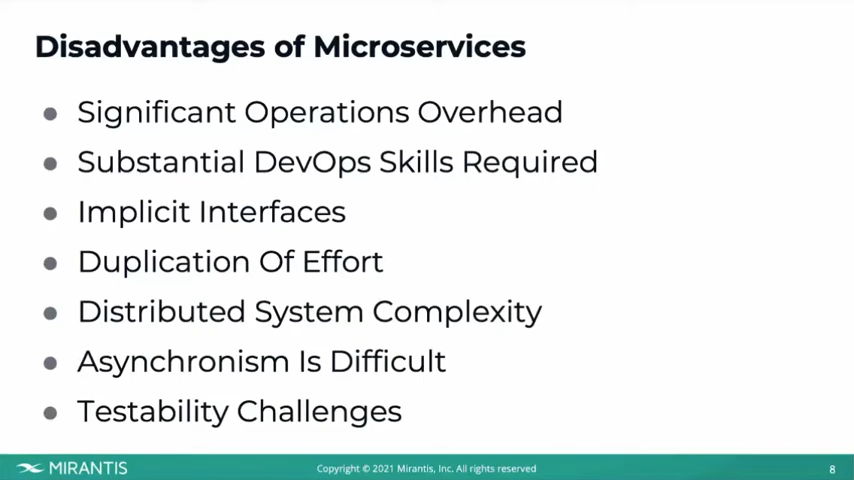 Disadvantages of Microservices
● Significant Operations Overhead
● Substantial DevOps Skills Required
● Implicit Interfaces
● Duplication Of Effort
● Distributed System Complexity
● Asynchronism Is Difficult
● Testability Challenges
MIRANTIS
Copyright © 2021 Mirantis, Inc. All rights reserved
8